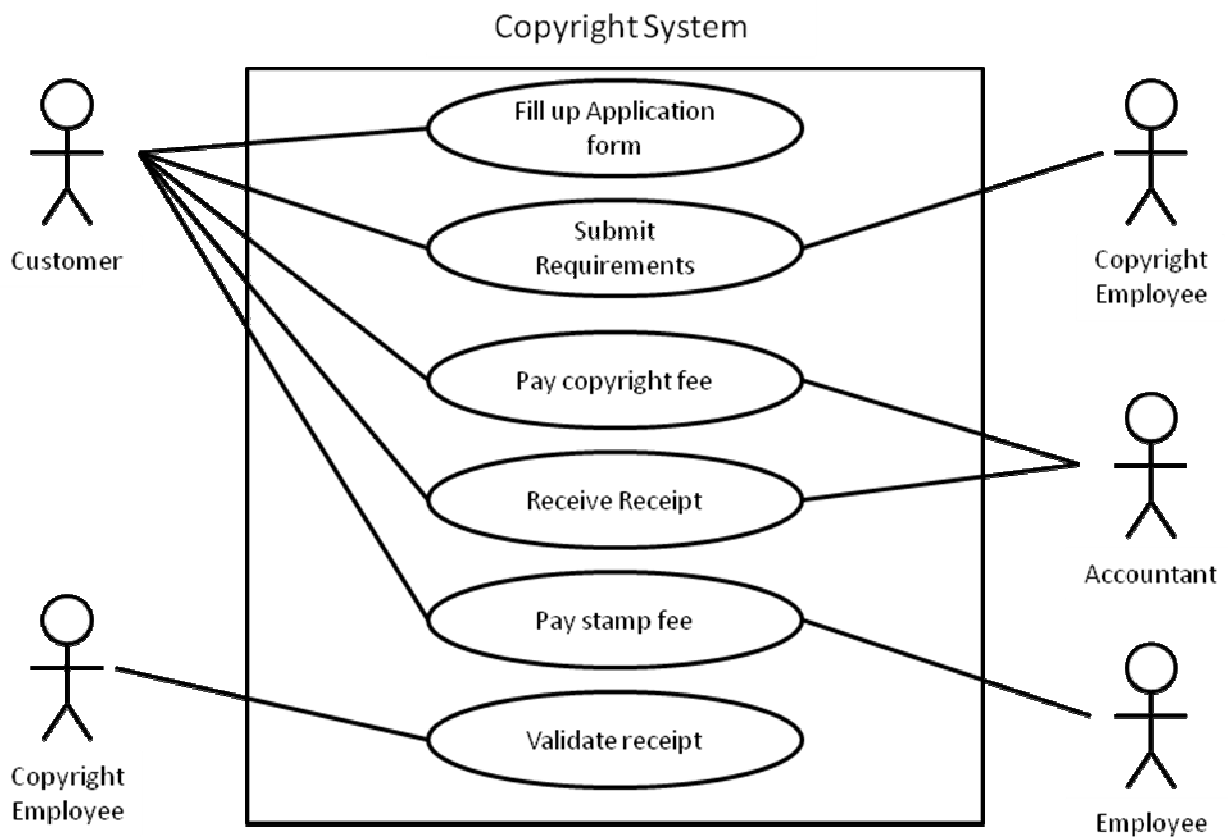 Copyright System
Fill up Application
form
Customer
Submit
Requirements
Copyright
Employee
Pay copyright fee
Receive Receipt
Accountant
Pay stamp fee
Validate receipt
Copyright
Employee
Employee